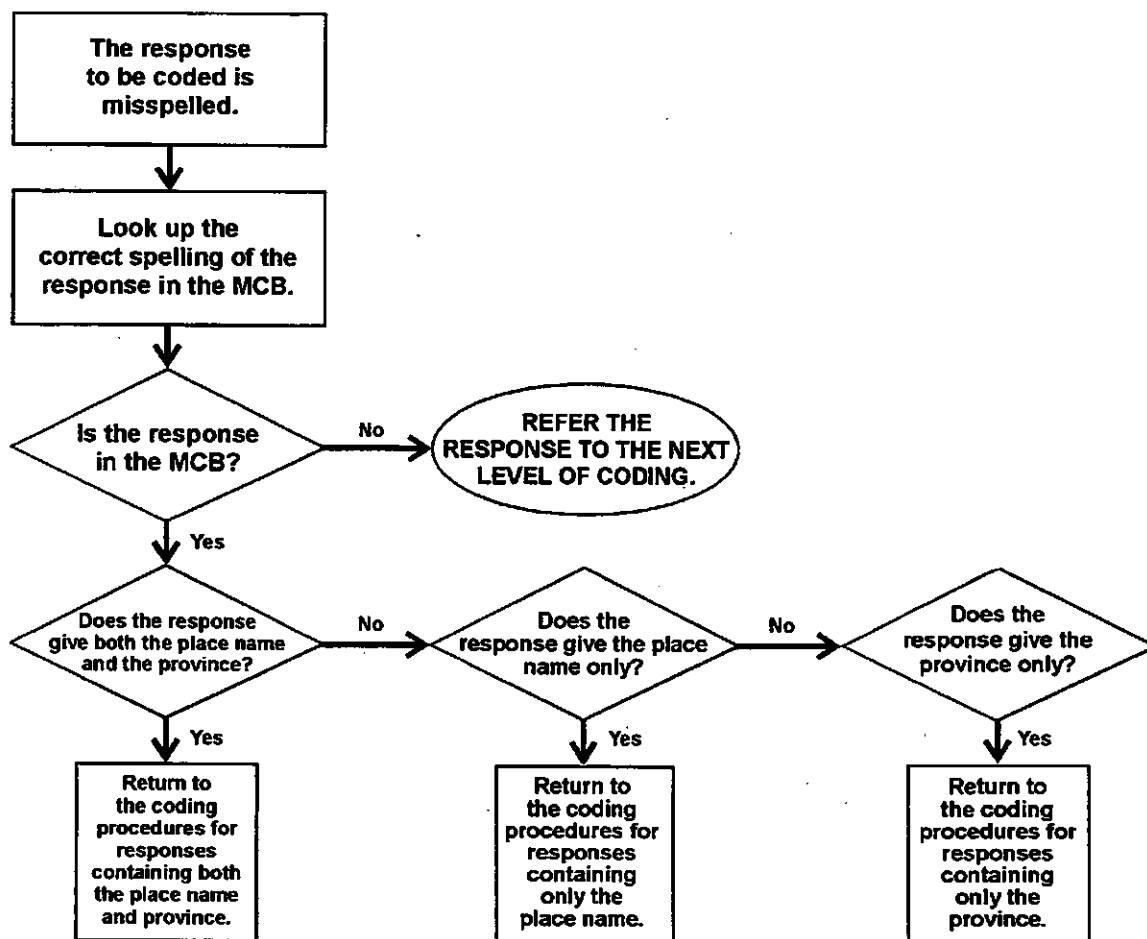 The response
to be coded is
misspelled.
Look up the
correct spelling of the
response in the MCB.
Is the response
in the MCB?
No
REFER THE
RESPONSE TO THE NEXT
LEVEL OF CODING.
Yes
Does the response
give both the place name
and the province?
No
Does the
response give the place
name only?
No
Does the
response give the
province only?
Yes
Yes
Yes
Return to
the coding
procedures for
responses
containing both
the place name
and province.
Return to
the coding
procedures for
responses
containing
only the
place name.
Return to
the coding
procedures for
responses
containing
only the
province.